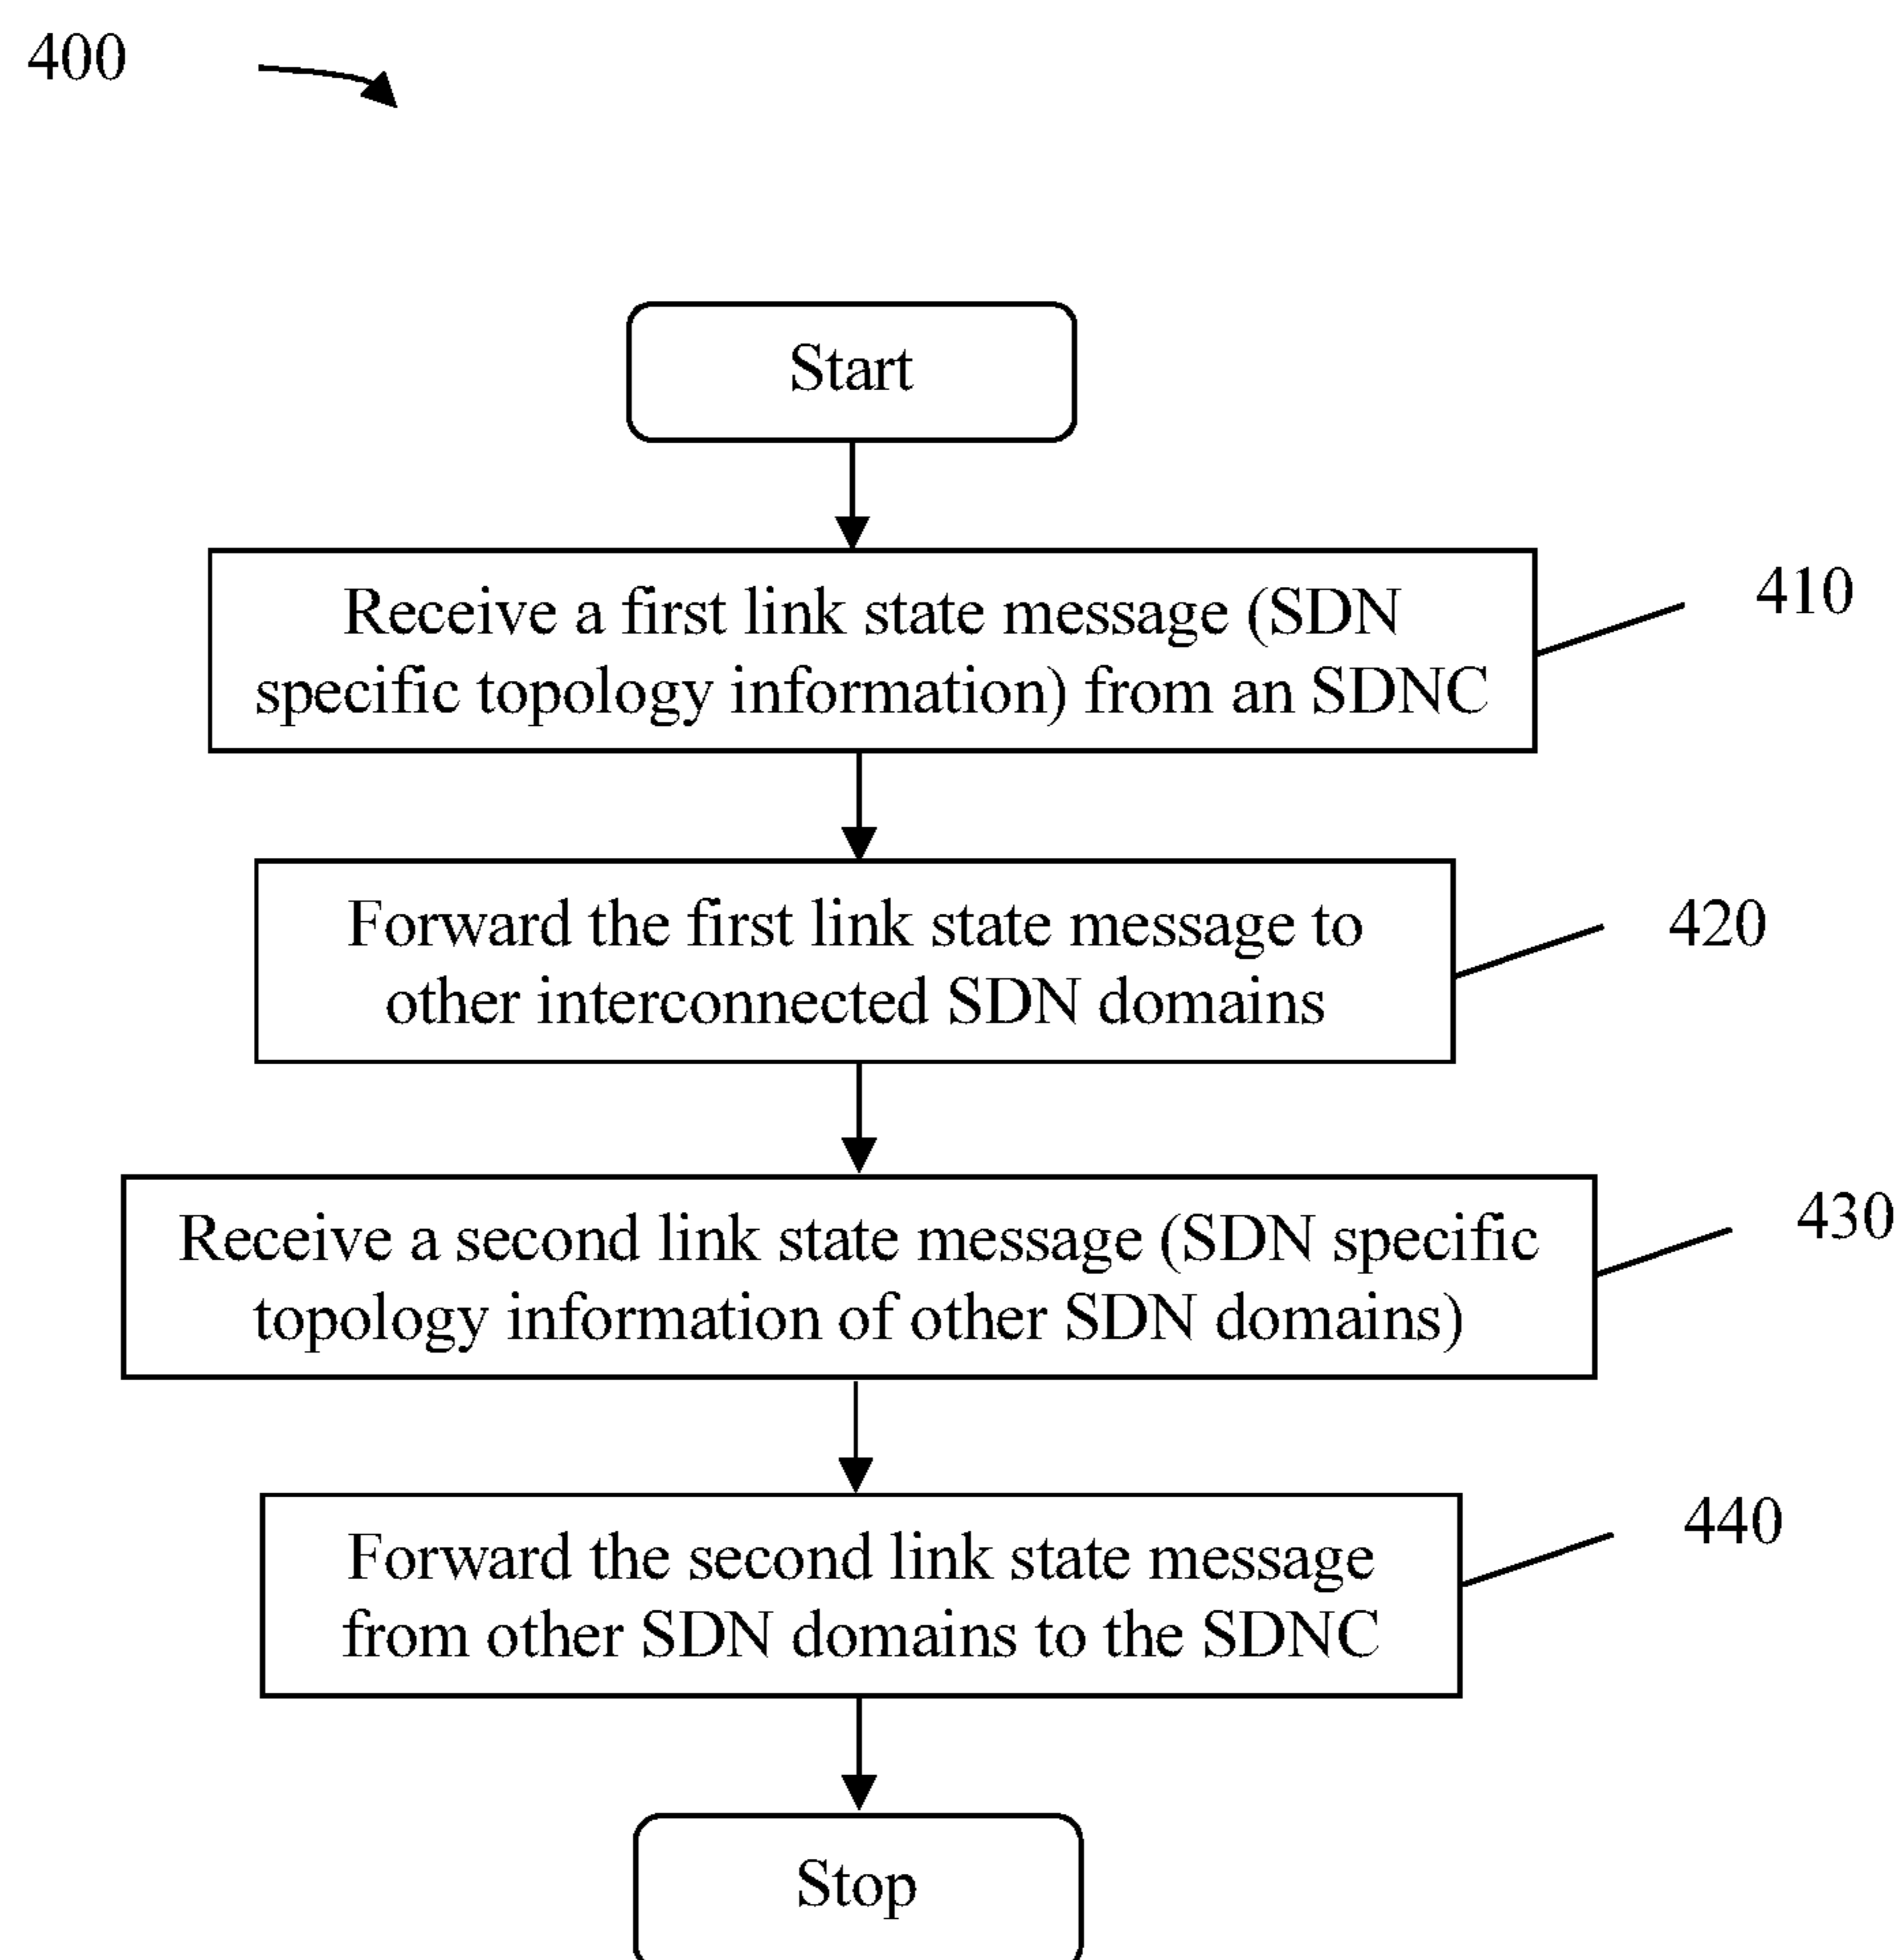 400
Start
Receive a first link state message (SDN
specific topology information) from an SDNC
410
Forward the first link state message to
other interconnected SDN domains
420
Receive a second link state message (SDN specific
topology information of other SDN domains)
430
Forward the second link state message
from other SDN domains to the SDNC
440
Stop